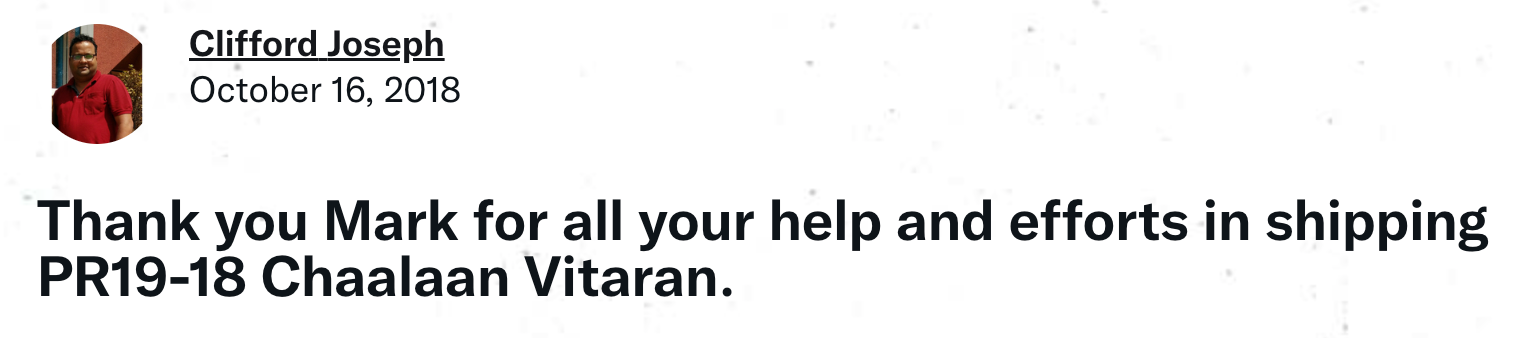 Clifford Joseph
October 16, 2018
Thank you Mark for all your help and efforts in shipping
PR19-18 Chaalaan Vitaran.